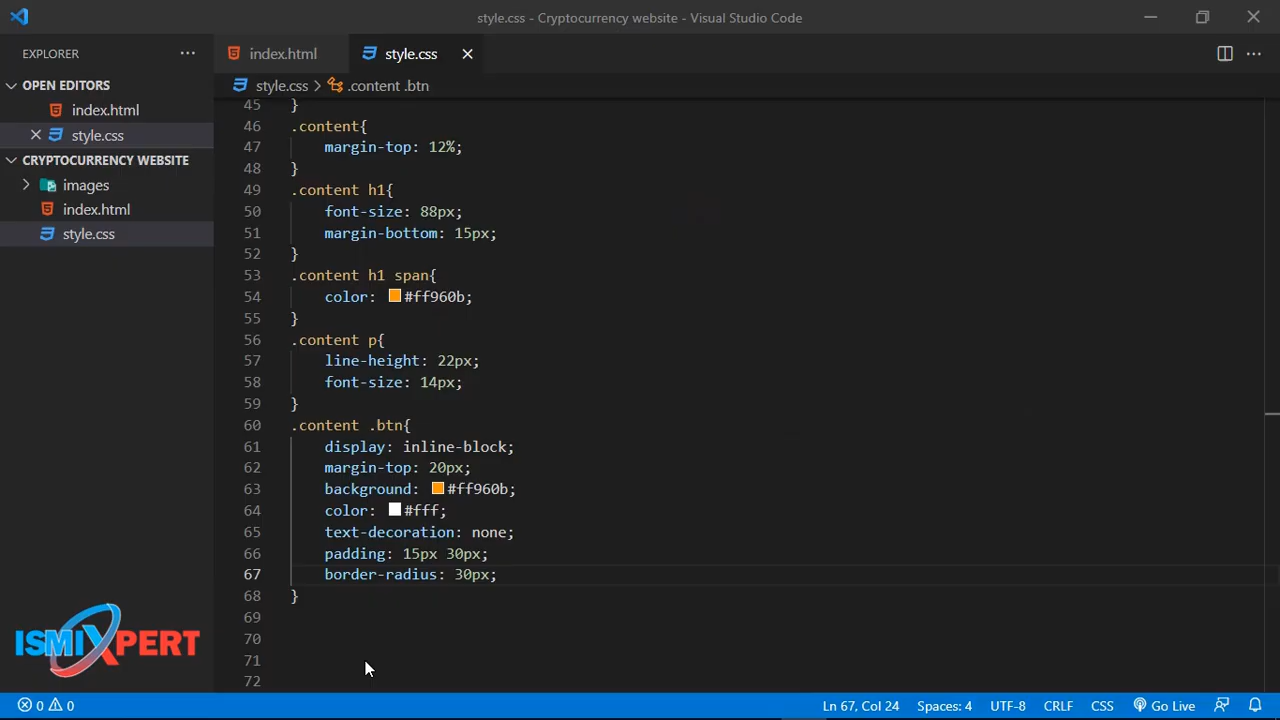 style.css - Cryptocurrency website - Visual Studio Code
EXPLORER
index.html
style.css
OPEN EDITORS
style.css
.content .btn
index.html
style.css
CRYPTOCURRENCY WEBSITE
images
index.html
style.css
45 }
46 .content{
47 margin-top: 12%;
48 }
49 .content h1{
50 font-size: 88px;
51 margin-bottom: 15px;
52 }
53 .content h1 span{
54 color: #ff960b;
55 }
56 .content p{
57 line-height: 22px;
58 font-size: 14px;
59 }
60 .content .btn{
61 display: inline-block;
62 margin-top: 20px;
63 background: #ff960b;
64 color: #fff;
65 text-decoration: none;
66 padding: 15px 30px;
67 border-radius: 30px;
68 }
69
70
71
72
ISMIXPERT
0 0
Ln 67, Col 24
Spaces: 4
UTF-8
CRLF
CSS
Go Live